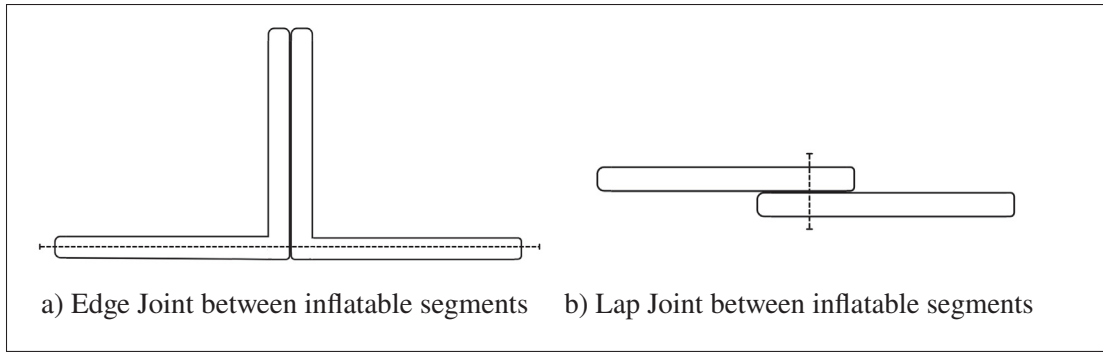 a) Edge Joint between inflatable segments
b) Lap Joint between inflatable segments